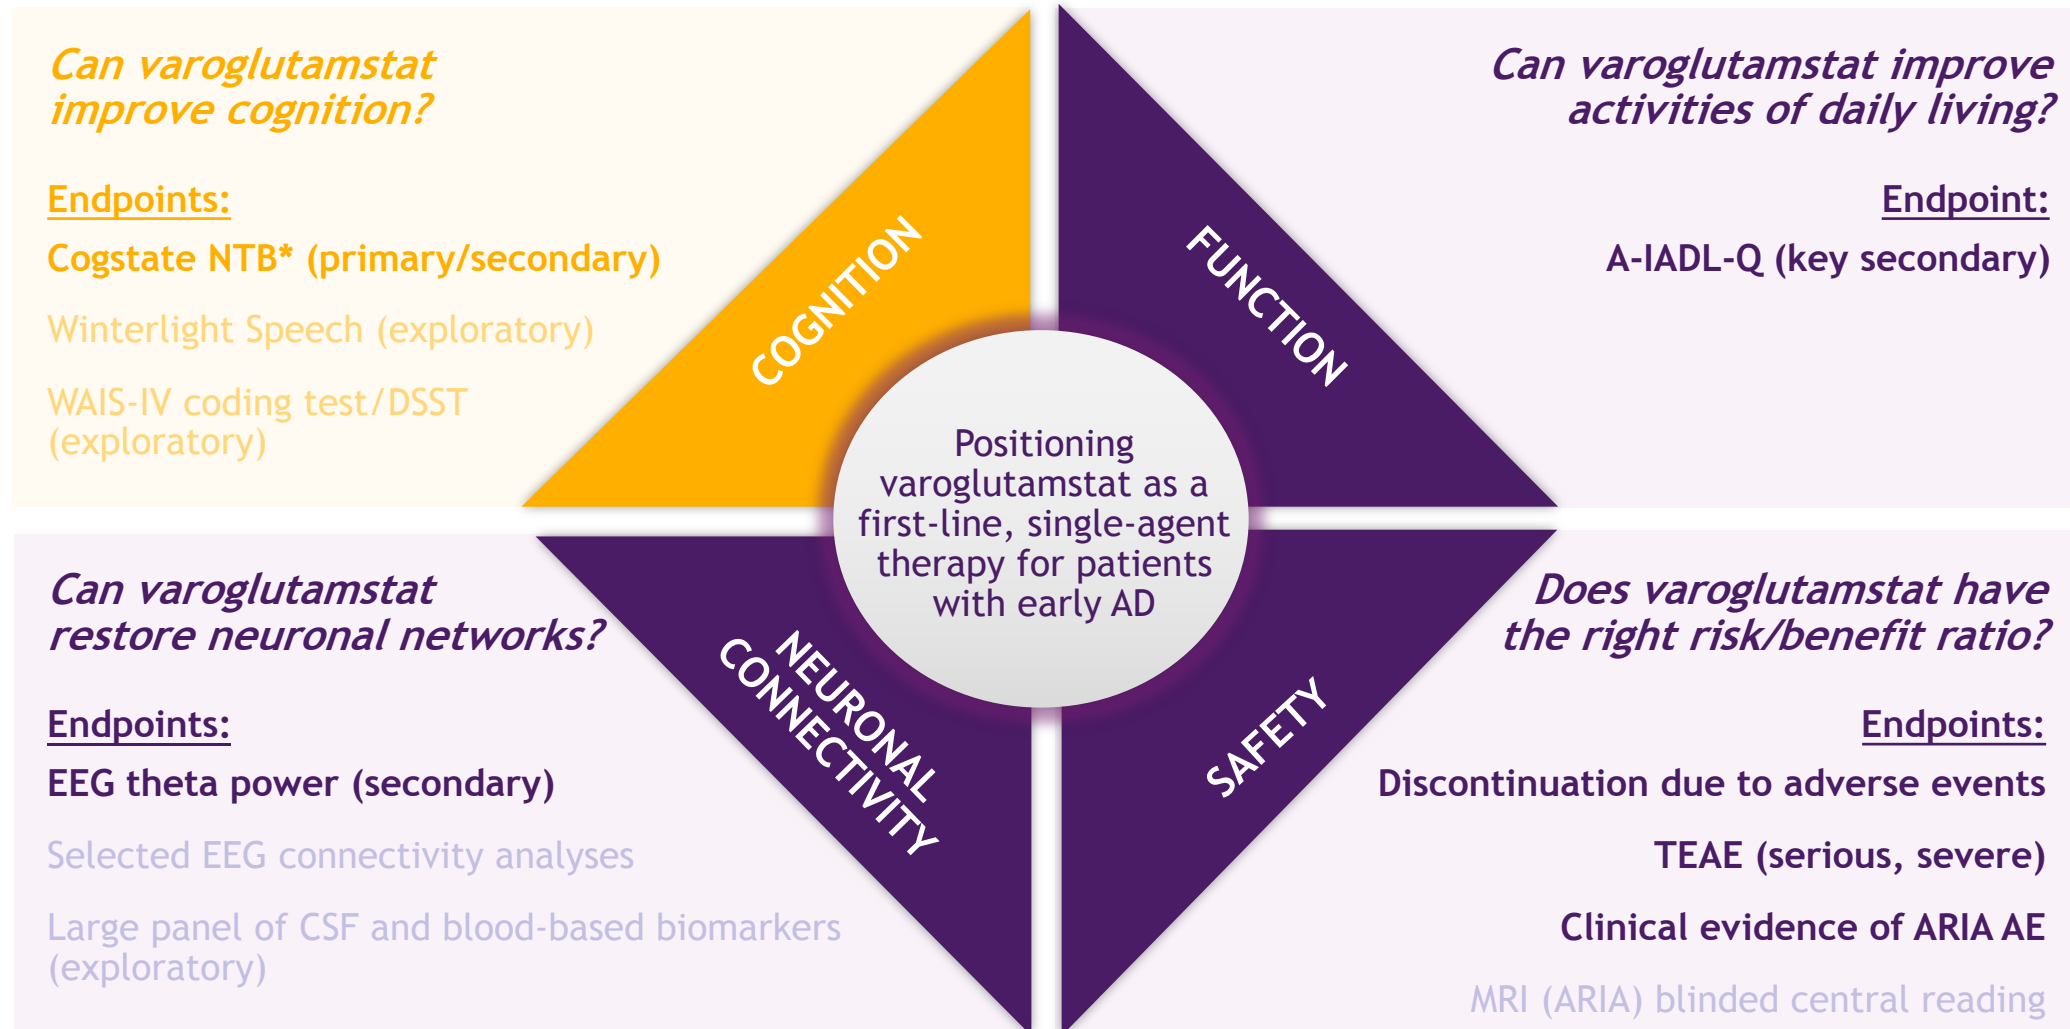 Can varoglutamstat
improve cognition?
Endpoints:
Cogstate NTB* (primary/secondary)
Winterlight Speech (exploratory)
WAIS-IV coding test/DSST
(exploratory)
COGNITION
Can varoglutamstat improve
activities of daily living?
Endpoint:
A-IADL-Q (key secondary)
FUNCTION
Positioning
varoglutamstat as a
first-line, single-agent
therapy for patients
with early AD
Can varoglutamstat
restore neuronal networks?
Endpoints:
EEG theta power (secondary)
Selected EEG connectivity analyses
Large panel of CSF and blood-based biomarkers
(exploratory)
NEURONAL
CONNECTIVITY
Does varoglutamstat have
the right risk/benefit ratio?
Endpoints:
Discontinuation due to adverse events
TEAE (serious, severe)
Clinical evidence of ARIA AE
MRI (ARIA) blinded central reading
SAFETY